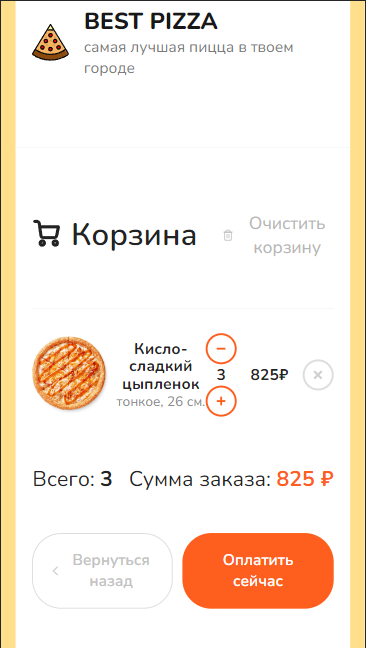 BEST PIZZA
самая лучшая пицца в твоем
городе
Корзина
Очистить
корзину
Кисло-
сладкий
цыпленок
тонкое, 26 см.
3
825₽
Всего: 3
Сумма заказа: 825 ₽
Вернуться
назад
Оплатить
сейчас